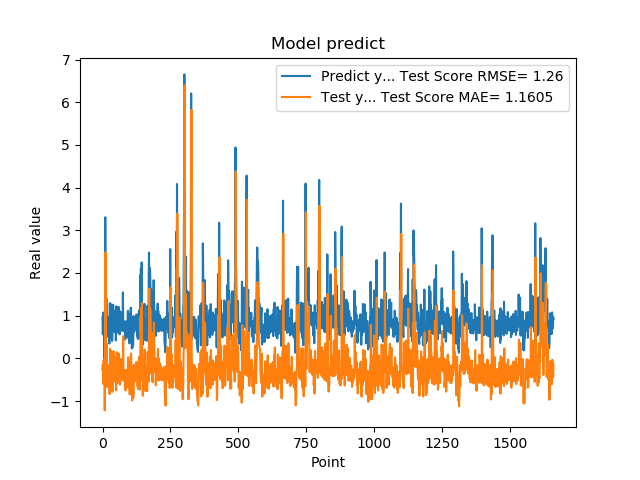 Model predict
Predict y... Test Score RMSE= 1.26
Test y... Test Score MAE= 1.1605
7
6
5
4
3
2
1
0
−1
Real value
0 250 500 750 1000 1250 1500
Point